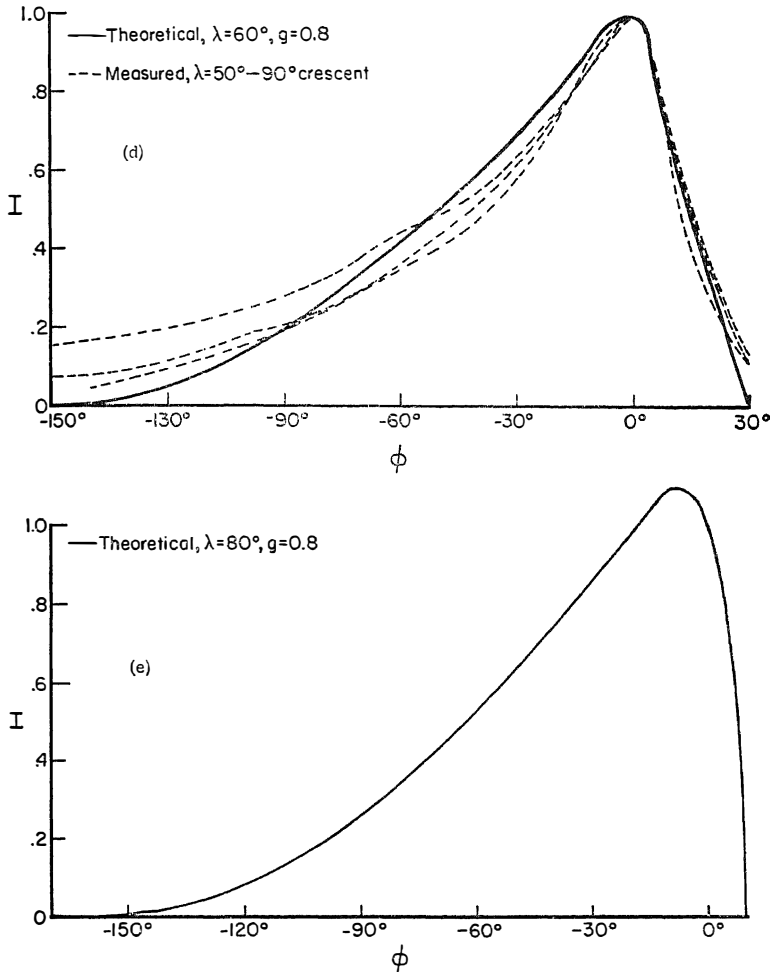 1.0
Theoretical, λ=60°, g=0.8
Measured, λ=50°-90° crescent
.8
(d)
.6
I
.4
.2
0
-150° -130° -90° -60° -30° 0° 30°
ϕ
1.0
Theoretical, λ=80°, g=0.8
.8
(e)
.6
I
.4
.2
0
-150° -120° -90° -60° -30° 0°
ϕ